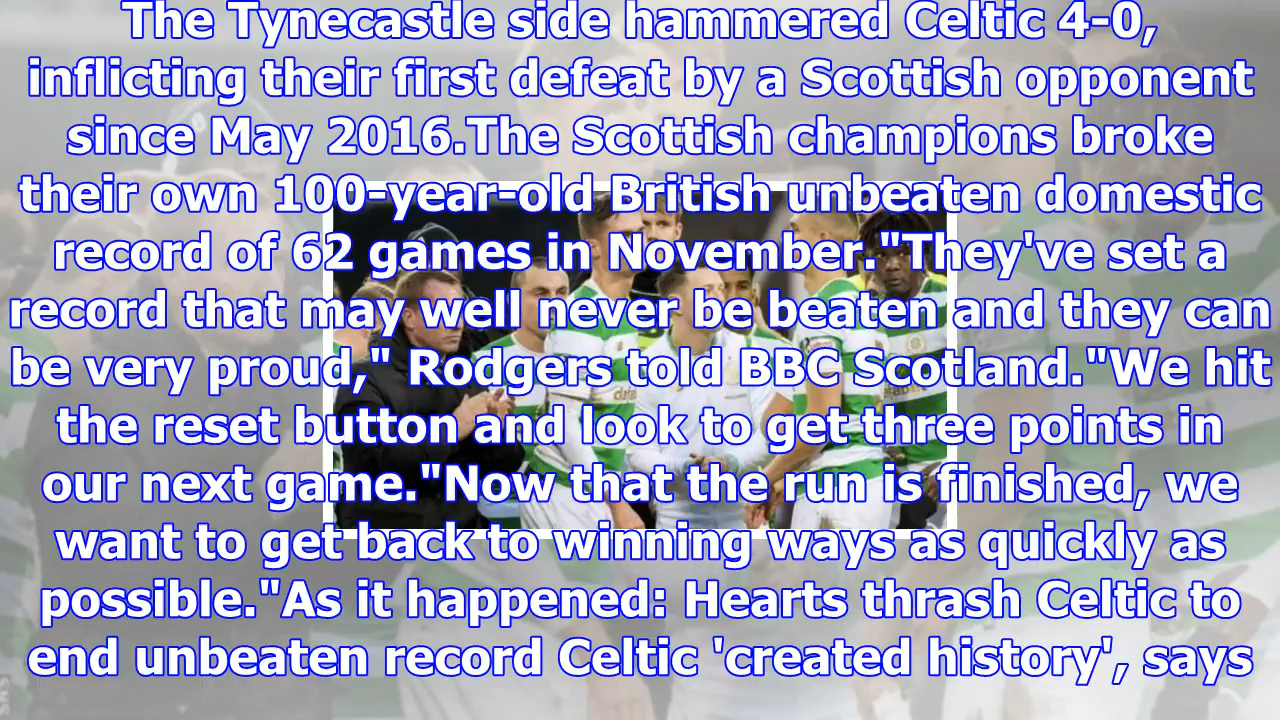 The Tynecastle side hammered Celtic 4-0,
inflicting their first defeat by a Scottish opponent
since May 2016.The Scottish champions broke
their own 100-year-old British unbeaten domestic
record of 62 games in November."They've set a
record that may well never be beaten and they can
be very proud," Rodgers told BBC Scotland."We hit
the reset button and look to get three points in
our next game."Now that the run is finished, we
want to get back to winning ways as quickly as
possible."As it happened: Hearts thrash Celtic to
end unbeaten record Celtic 'created history', says